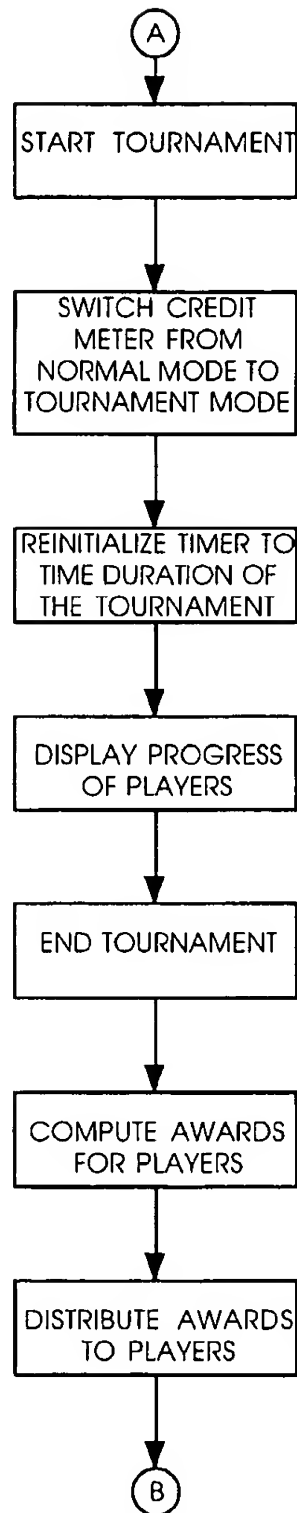 A
START TOURNAMENT
SWITCH CREDIT
METER FROM
NORMAL MODE TO
TOURNAMENT MODE
REINITIALIZE TIMER TO
TIME DURATION OF
THE TOURNAMENT
DISPLAY PROGRESS
OF PLAYERS
END TOURNAMENT
COMPUTE AWARDS
FOR PLAYERS
DISTRIBUTE AWARDS
TO PLAYERS
B